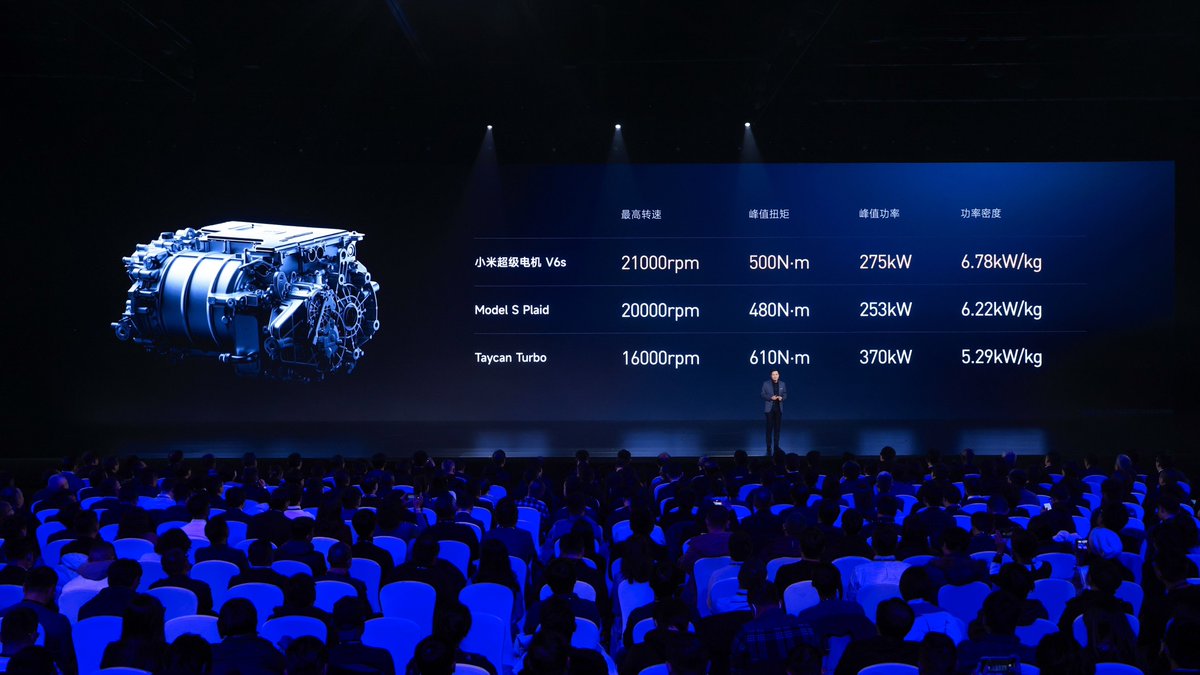 最高转速 峰值扭矩 峰值功率 功率密度
小米超级电机 V6s 21000rpm 500N·m 275kW 6.78kW/kg
Model S Plaid 20000rpm 480N·m 253kW 6.22kW/kg
Taycan Turbo 16000rpm 610N·m 370kW 5.29kW/kg